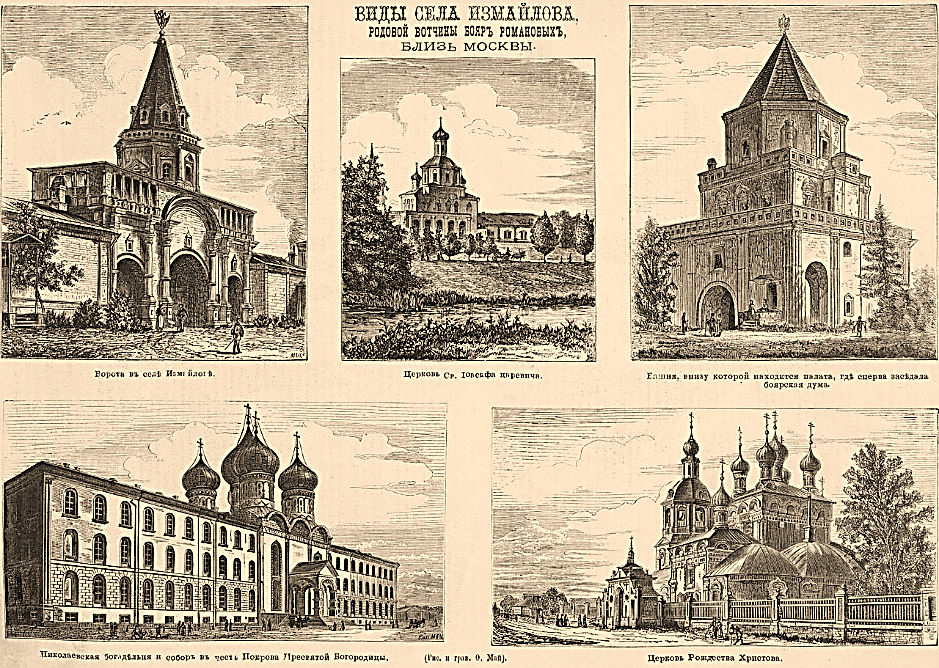 ВИДЫ СЕЛА ИЗМАЙЛОВА,
РОДОВОЙ ВОТЧИНЫ БОЯРЪ РОМАНОВЫХЪ,
БЛИЗЬ МОСКВЫ.
Ворота въ селѣ Измайловѣ.
Церковь Св. Іоасафа царевича.
Башня, внизу которой находится палата, гдѣ сперва засѣдала
боярская дума.
Николаевская богадѣльня и соборъ въ честь Покрова Пресвятой Богородицы.
(Рис. и грав. Ѳ. Май).
Церковь Рождества Христова.